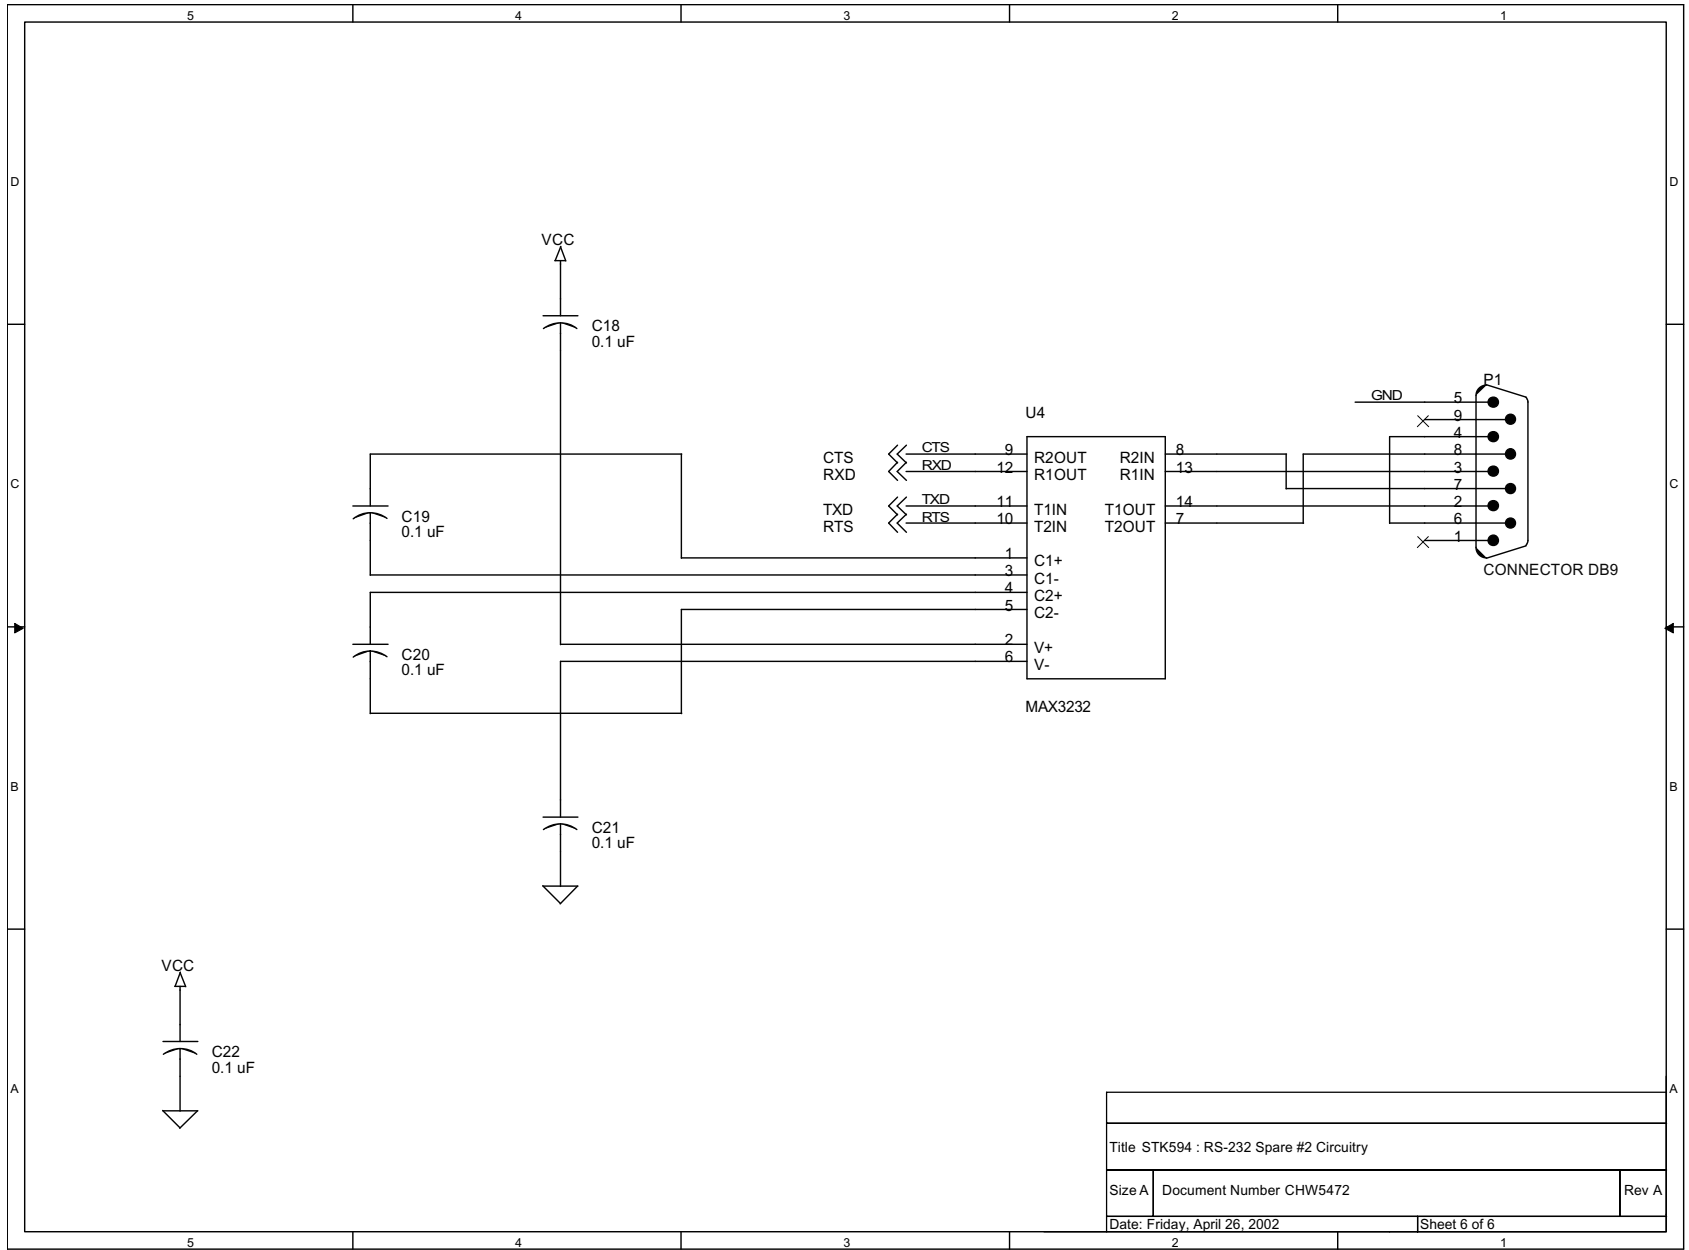 5 4 3 2 1
D D
VCC
C18
0.1 uF
P1
GND 5
9
4
8
3
7
2
6
1
CONNECTOR DB9
U4
CTS CTS 9 R2OUT R2IN 8
RXD RXD 12 R1OUT R1IN 13
TXD TXD 11 T1IN T1OUT 14
RTS RTS 10 T2IN T2OUT 7
1 C1+
3 C1-
4 C2+
5 C2-
2 V+
6 V-
MAX3232
C C
C19
0.1 uF
C20
0.1 uF
B B
C21
0.1 uF
VCC
C22
0.1 uF
A A
Title STK594 : RS-232 Spare #2 Circuitry
Size A Document Number CHW5472 Rev A
Date: Friday, April 26, 2002 Sheet 6 of 6
5 4 3 2 1